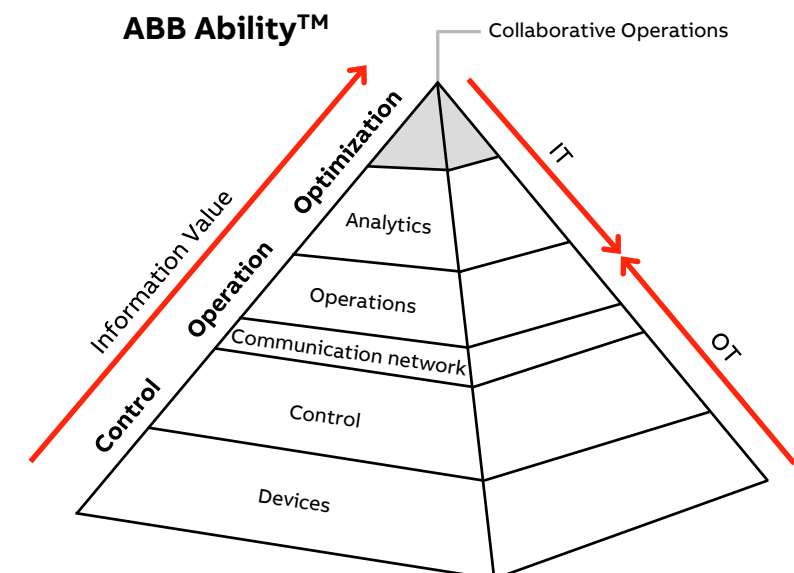 ABB Ability™
Collaborative Operations
Optimization
IT
Information Value
Analytics
Operation
Operations
Communication network
OT
Control
Control
Devices